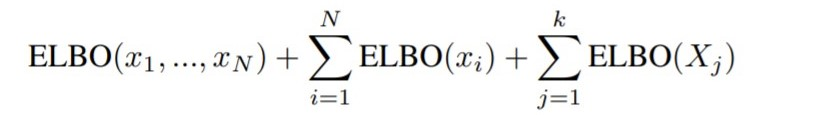 ELBO(x₁, ..., x_N) + ∑_{i=1}^{N} ELBO(x_i) + ∑_{j=1}^{k} ELBO(X_j)